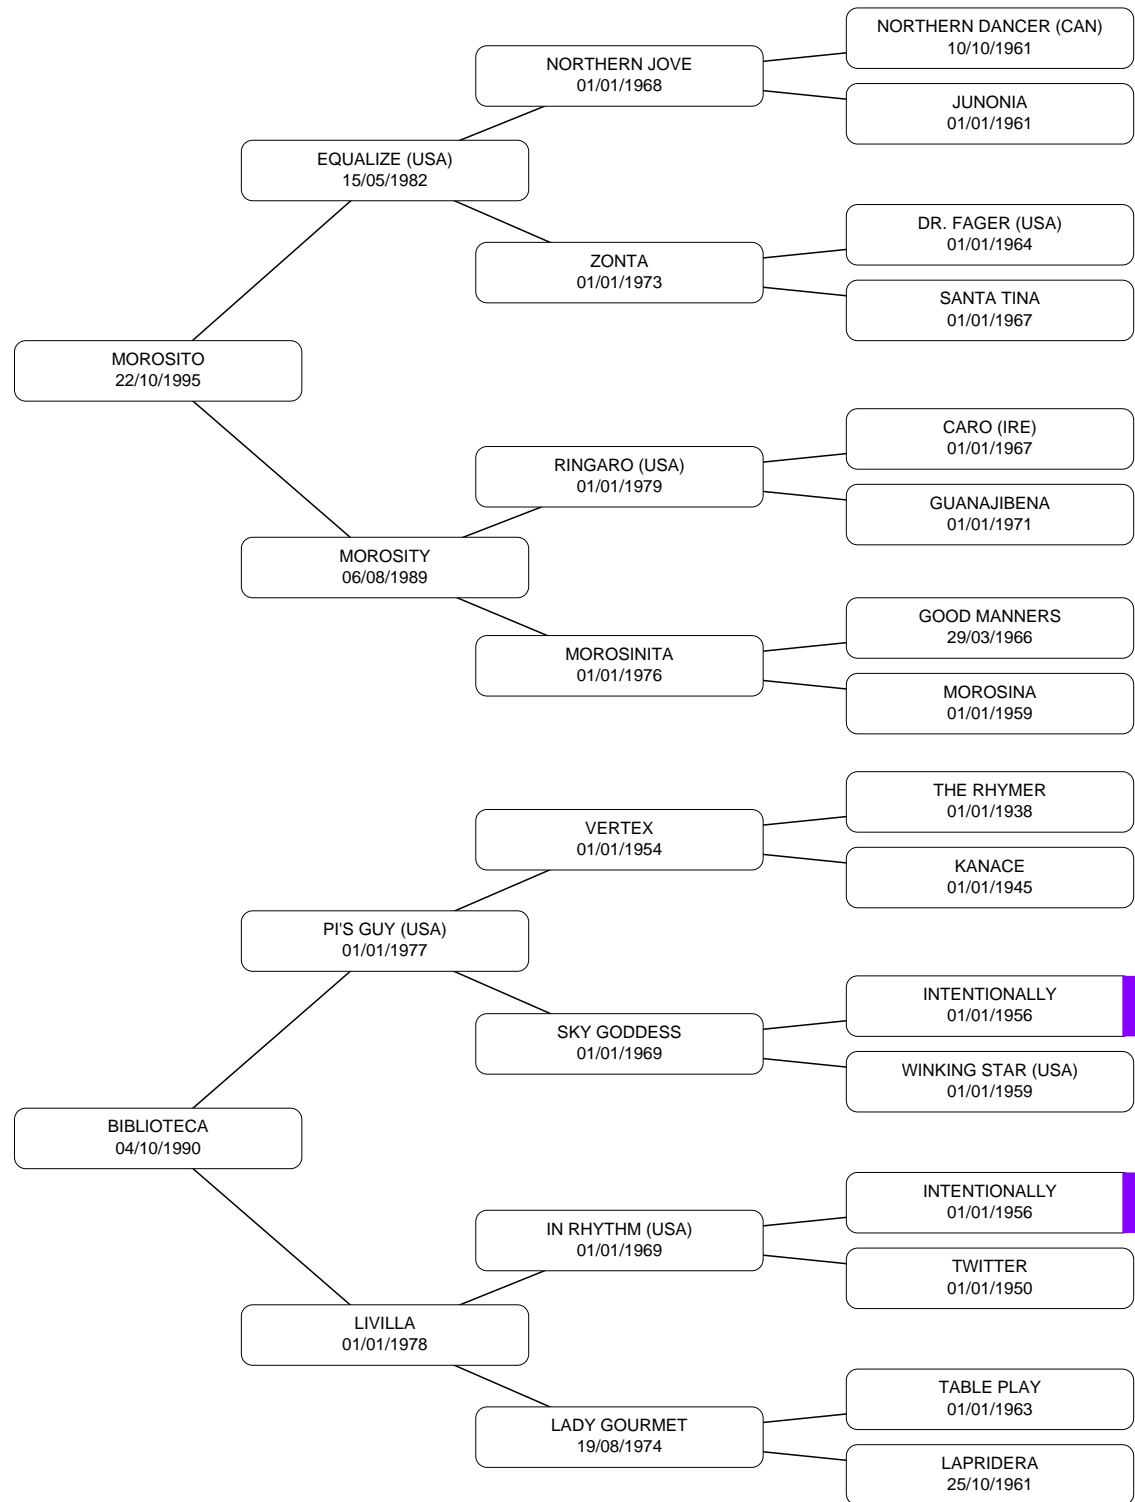 NORTHERN DANCER (CAN)
10/10/1961
NORTHERN JOVE
01/01/1968
JUNONIA
01/01/1961
EQUALIZE (USA)
15/05/1982
DR. FAGER (USA)
01/01/1964
ZONTA
01/01/1973
SANTA TINA
01/01/1967
MOROSITO
22/10/1995
CARO (IRE)
01/01/1967
RINGARO (USA)
01/01/1979
GUANAJIBENA
01/01/1971
MOROSITY
06/08/1989
GOOD MANNERS
29/03/1966
MOROSINITA
01/01/1976
MOROSINA
01/01/1959
THE RHYMER
01/01/1938
VERTEX
01/01/1954
KANACE
01/01/1945
PI'S GUY (USA)
01/01/1977
INTENTIONALLY
01/01/1956
SKY GODDESS
01/01/1969
WINKING STAR (USA)
01/01/1959
BIBLIOTECA
04/10/1990
INTENTIONALLY
01/01/1956
IN RHYTHM (USA)
01/01/1969
TWITTER
01/01/1950
LIVILLA
01/01/1978
TABLE PLAY
01/01/1963
LADY GOURMET
19/08/1974
LAPRIDERA
25/10/1961